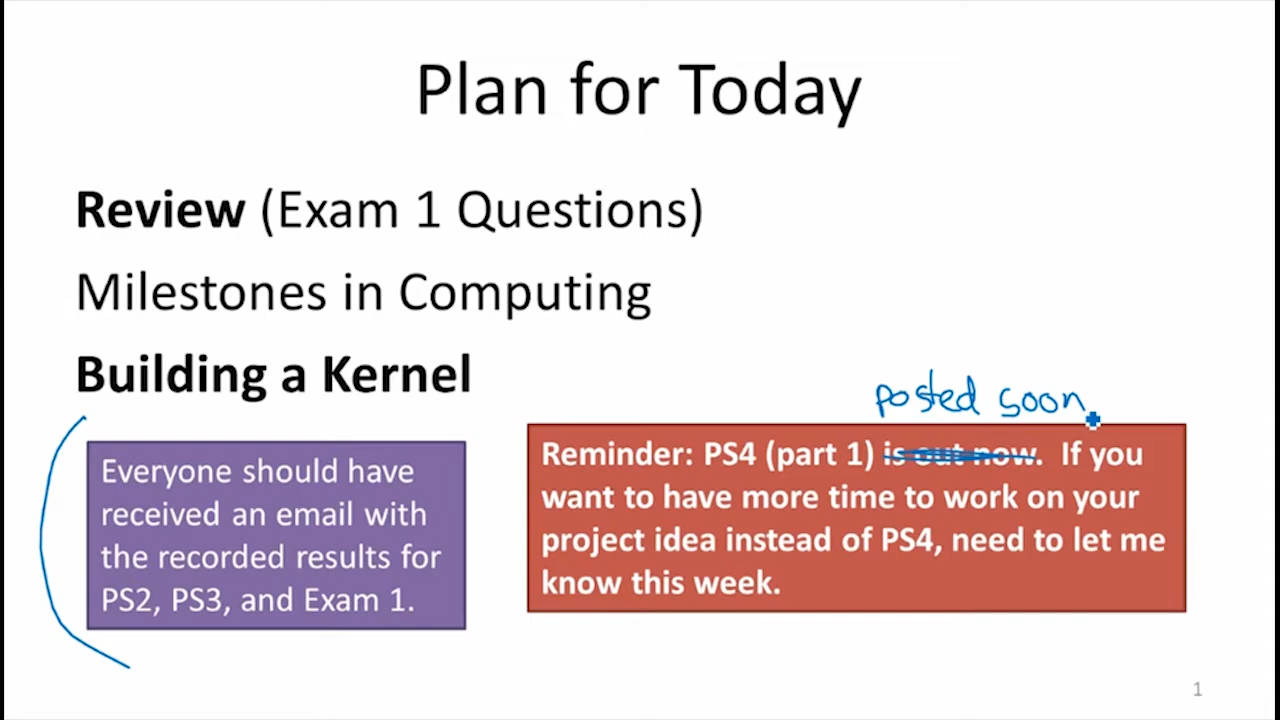 Plan for Today
Review (Exam 1 Questions)
Milestones in Computing
Building a Kernel
Everyone should have
received an email with
the recorded results for
PS2, PS3, and Exam 1.
posted soon
Reminder: PS4 (part 1) is out now. If you
want to have more time to work on your
project idea instead of PS4, need to let me
know this week.
1